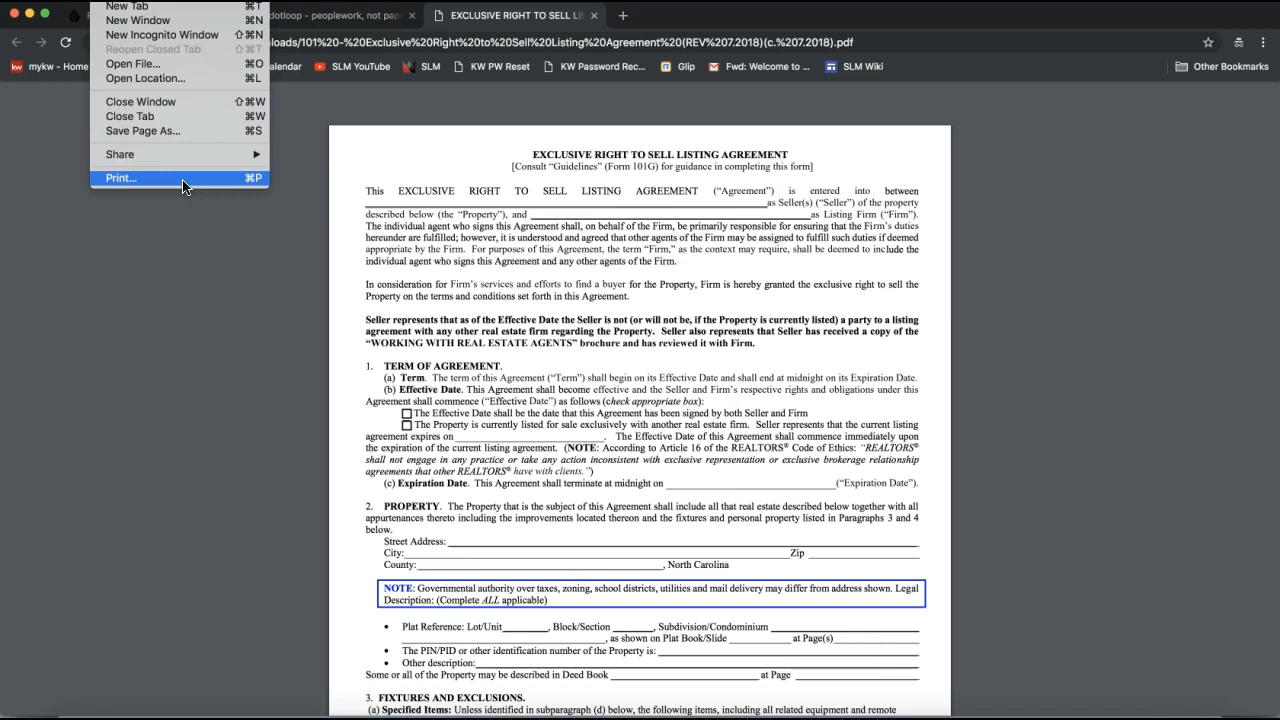 New Tab ⌘T
New Window ⌘N
New Incognito Window ⇧⌘N
Reopen Closed Tab ⇧⌘T
Open File... ⌘O
Open Location... ⌘L
Close Window ⇧⌘W
Close Tab ⌘W
Save Page As... ⌘S
Share
Print... ⌘P
dotloop - peoplework, not pap
EXCLUSIVE RIGHT TO SELL LIS
loads/101%20-%20Exclusive%20Right%20to%20Sell%20Listing%20Agreement%20(REV%207.2018)(c.%207.2018).pdf
kw mykw - Home
alendar
SLM YouTube
SLM
KW PW Reset
KW Password Rec...
Glip
Fwd: Welcome to ...
SLM Wiki
Other Bookmarks
EXCLUSIVE RIGHT TO SELL LISTING AGREEMENT
[Consult “Guidelines” (Form 101G) for guidance in completing this form]
This EXCLUSIVE RIGHT TO SELL LISTING AGREEMENT (“Agreement”) is entered into between
as Seller(s) (“Seller”) of the property
described below (the “Property”), and as Listing Firm (“Firm”).
The individual agent who signs this Agreement shall, on behalf of the Firm, be primarily responsible for ensuring that the Firm’s duties
hereunder are fulfilled; however, it is understood and agreed that other agents of the Firm may be assigned to fulfill such duties if deemed
appropriate by the Firm. For purposes of this Agreement, the term “Firm,” as the context may require, shall be deemed to include the
individual agent who signs this Agreement and any other agents of the Firm.
In consideration for Firm’s services and efforts to find a buyer for the Property, Firm is hereby granted the exclusive right to sell the
Property on the terms and conditions set forth in this Agreement.
Seller represents that as of the Effective Date the Seller is not (or will not be, if the Property is currently listed) a party to a listing
agreement with any other real estate firm regarding the Property. Seller also represents that Seller has received a copy of the
“WORKING WITH REAL ESTATE AGENTS” brochure and has reviewed it with Firm.
1. TERM OF AGREEMENT.
(a) Term. The term of this Agreement (“Term”) shall begin on its Effective Date and shall end at midnight on its Expiration Date.
(b) Effective Date. This Agreement shall become effective and the Seller and Firm’s respective rights and obligations under this
Agreement shall commence (“Effective Date”) as follows (check appropriate box):
☐ The Effective Date shall be the date that this Agreement has been signed by both Seller and Firm
☐ The Property is currently listed for sale exclusively with another real estate firm. Seller represents that the current listing
agreement expires on . The Effective Date of this Agreement shall commence immediately upon
the expiration of the current listing agreement. (NOTE: According to Article 16 of the REALTORS® Code of Ethics: “REALTORS®
shall not engage in any practice or take any action inconsistent with exclusive representation or exclusive brokerage relationship
agreements that other REALTORS® have with clients.”)
(c) Expiration Date. This Agreement shall terminate at midnight on (“Expiration Date”).
2. PROPERTY. The Property that is the subject of this Agreement shall include all that real estate described below together with all
appurtenances thereto including the improvements located thereon and the fixtures and personal property listed in Paragraphs 3 and 4
below.
Street Address:
City: Zip
County: , North Carolina
NOTE: Governmental authority over taxes, zoning, school districts, utilities and mail delivery may differ from address shown. Legal
Description: (Complete ALL applicable)
• Plat Reference: Lot/Unit , Block/Section , Subdivision/Condominium
, as shown on Plat Book/Slide at Page(s)
• The PIN/PID or other identification number of the Property is:
• Other description:
Some or all of the Property may be described in Deed Book at Page
3. FIXTURES AND EXCLUSIONS.
(a) Specified Items: Unless identified in subparagraph (d) below, the following items, including all related equipment and remote